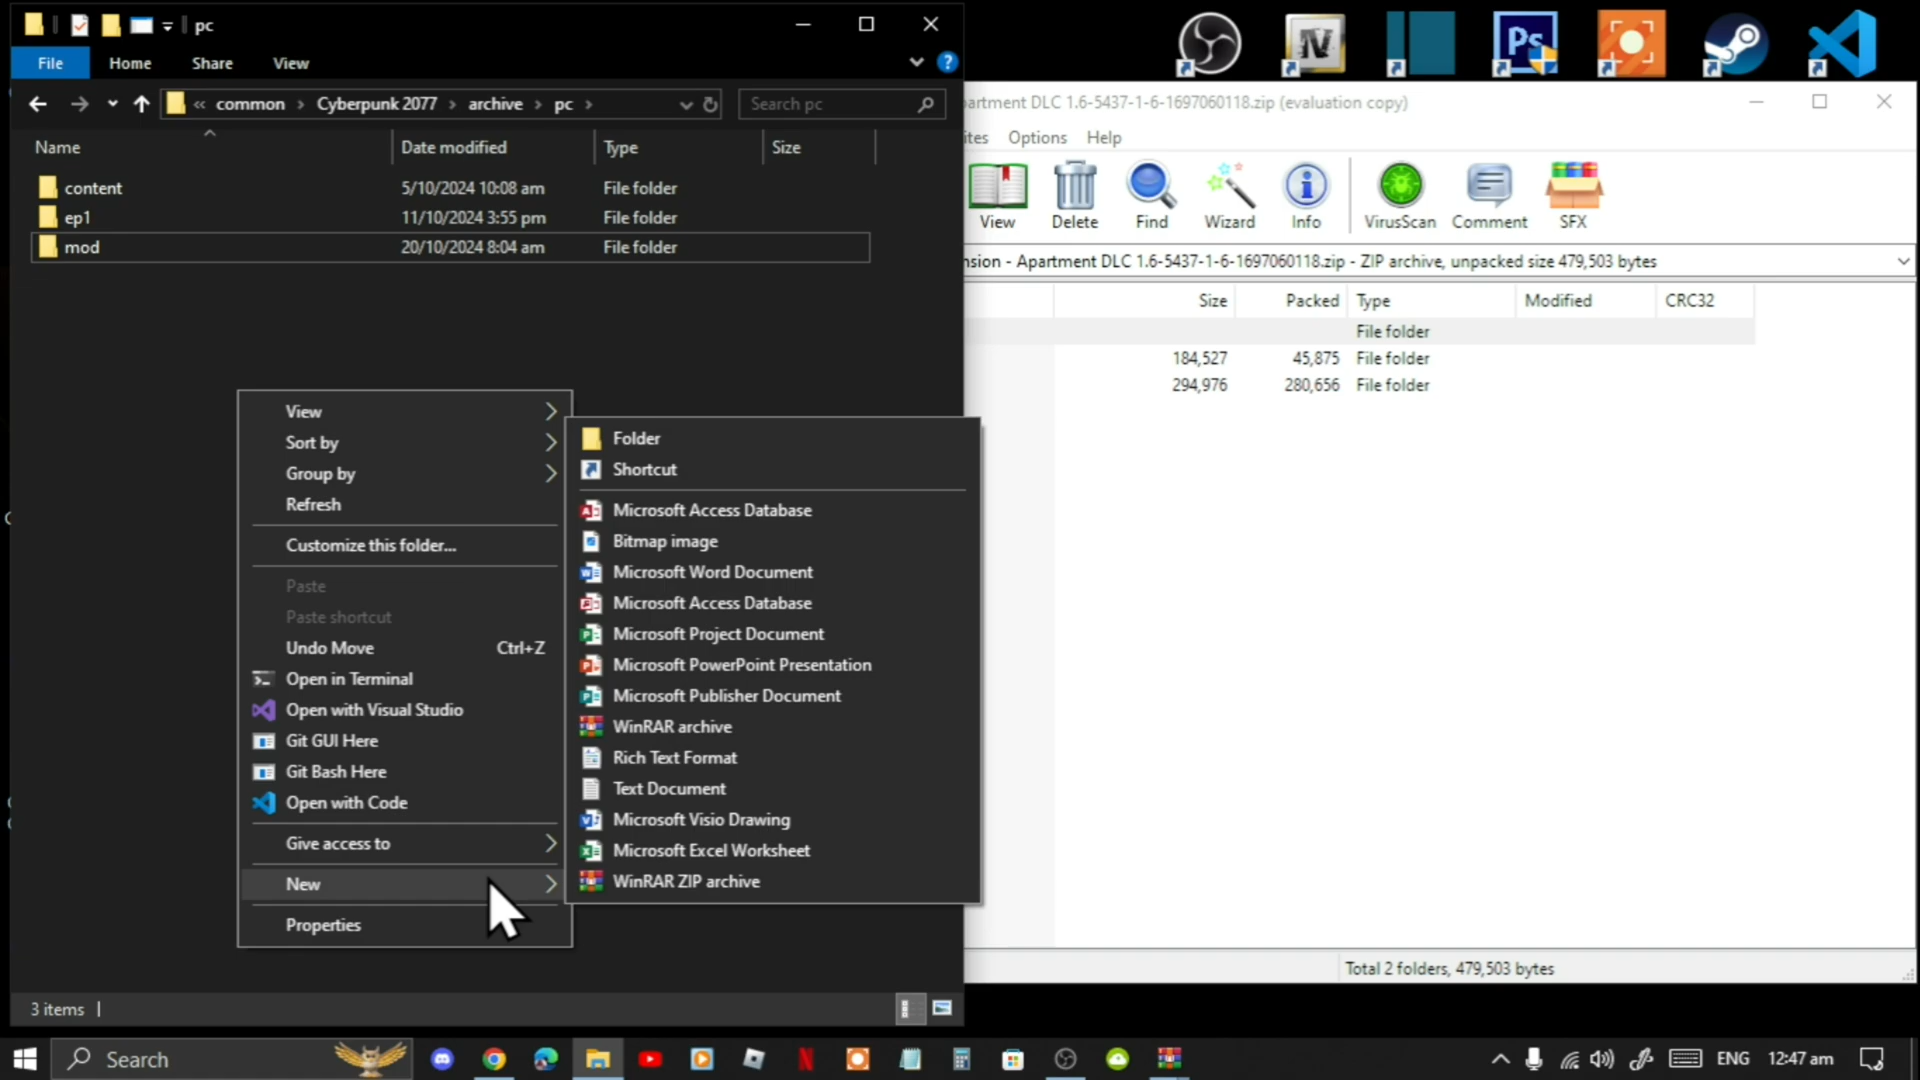 pc
File
Home
Share
View
« common > Cyberpunk 2077 > archive > pc >
Search pc
Name
Date modified
Type
Size
content
5/10/2024 10:08 am
File folder
ep1
11/10/2024 3:55 pm
File folder
mod
20/10/2024 8:04 am
File folder
View
Sort by
Group by
Refresh
Customize this folder...
Paste
Paste shortcut
Undo Move
Ctrl+Z
Open in Terminal
Open with Visual Studio
Git GUI Here
Git Bash Here
Open with Code
Give access to
New
Properties
Folder
Shortcut
Microsoft Access Database
Bitmap image
Microsoft Word Document
Microsoft Access Database
Microsoft Project Document
Microsoft PowerPoint Presentation
Microsoft Publisher Document
WinRAR archive
Rich Text Format
Text Document
Microsoft Visio Drawing
Microsoft Excel Worksheet
WinRAR ZIP archive
3 items
Ps
artment DLC 1.6-5437-1-6-1697060118.zip (evaluation copy)
ites
Options
Help
View
Delete
Find
Wizard
Info
VirusScan
Comment
SFX
nsion - Apartment DLC 1.6-5437-1-6-1697060118.zip - ZIP archive, unpacked size 479,503 bytes
Size
Packed
Type
Modified
CRC32
File folder
184,527
45,875
File folder
294,976
280,656
File folder
Total 2 folders, 479,503 bytes
Search
ENG
12:47 am